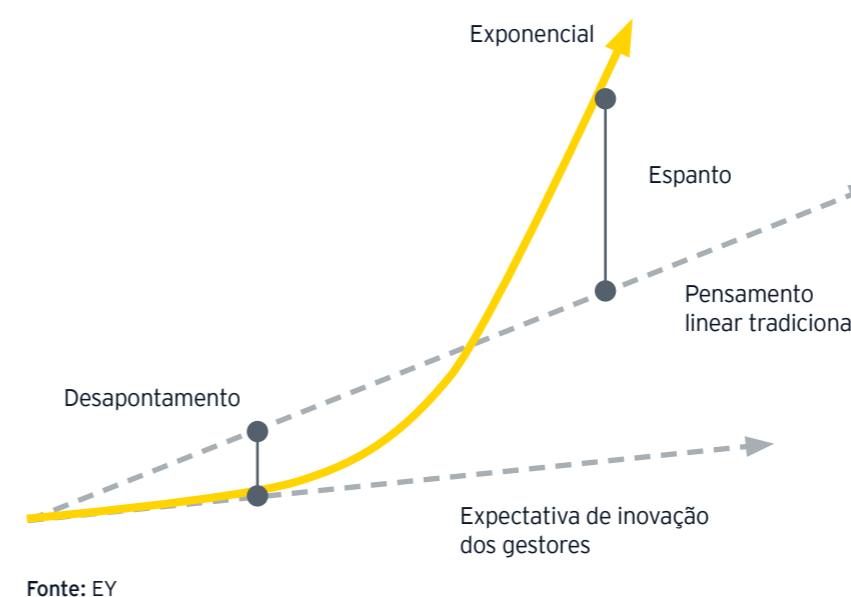 Exponencial
Espanto
Pensamento
linear tradiciona
Desapontamento
Expectativa de inovação
dos gestores
Fonte: EY